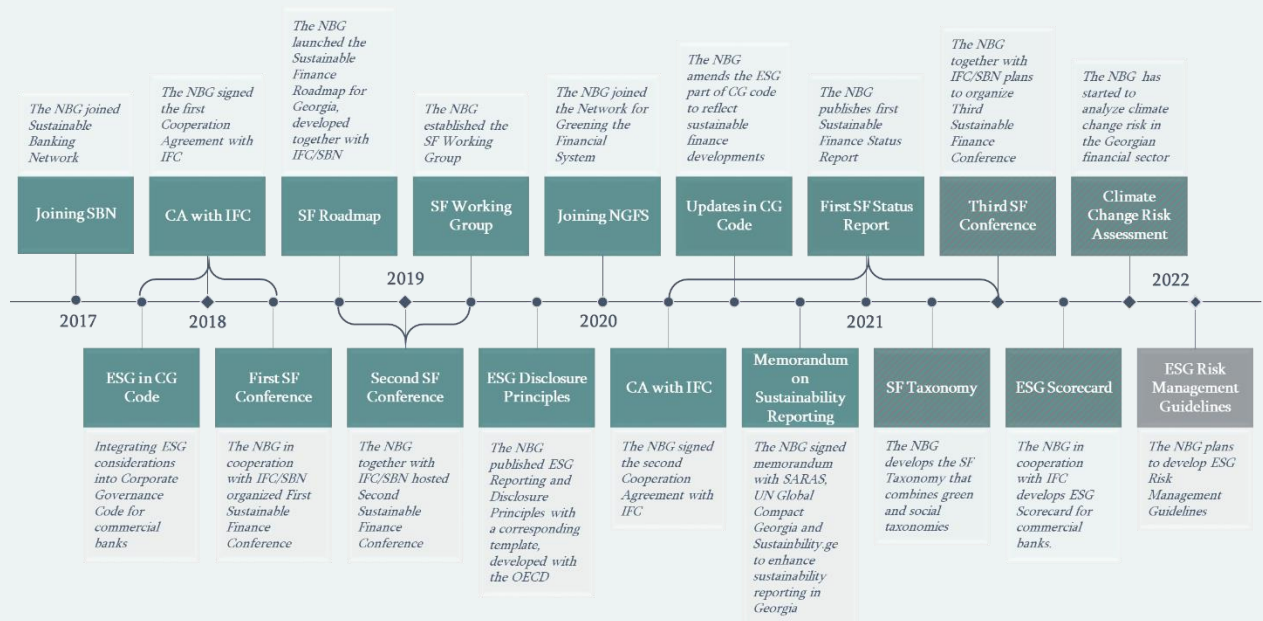 The NBG joined
Sustainable
Banking
Network
Joining SBN
The NBG signed
the first
Cooperation
Agreement with
IFC
CA with IFC
The NBG
launched the
Sustainable
Finance
Roadmap for
Georgia,
developed
together with
IFC/SBN
SF Roadmap
The NBG
established the
SF Working
Group
SF Working
Group
The NBG joined
the Network for
Greening the
Financial
System
Joining NGFS
The NBG
amends the ESG
part of CG code
to reflect
sustainable
finance
developments
Updates in CG
Code
The NBG
publishes first
Sustainable
Finance Status
Report
First SF Status
Report
The NBG
together with
IFC/SBN plans
to organize
Third
Sustainable
Finance
Conference
Third SF
Conference
The NBG has
started to
analyze climate
change risk in
the Georgian
financial sector
Climate
Change Risk
Assessment
2017
2018
2019
2020
2021
2022
ESG in CG
Code
Integrating ESG
considerations
into Corporate
Governance
Code for
commercial
banks
First SF
Conference
The NBG in
cooperation
with IFC/SBN
organized First
Sustainable
Finance
Conference
Second SF
Conference
The NBG
together with
IFC/SBN hosted
Second
Sustainable
Finance
Conference
ESG Disclosure
Principles
The NBG
published ESG
Reporting and
Disclosure
Principles with
a corresponding
template,
developed with
the OECD
CA with IFC
The NBG signed
the second
Cooperation
Agreement with
IFC
Memorandum
on
Sustainability
Reporting
The NBG signed
memorandum
with SARAS,
UN Global
Compact
Georgia and
Sustainbility.ge
to enhance
sustainability
reporting in
Georgia
SF Taxonomy
The NBG
develops the SF
Taxonomy that
combines green
and social
taxonomies
ESG Scorecard
The NBG in
cooperation
with IFC
develops ESG
Scorecard for
commercial
banks.
ESG Risk
Management
Guidelines
The NBG plans
to develop ESG
Risk
Management
Guidelines